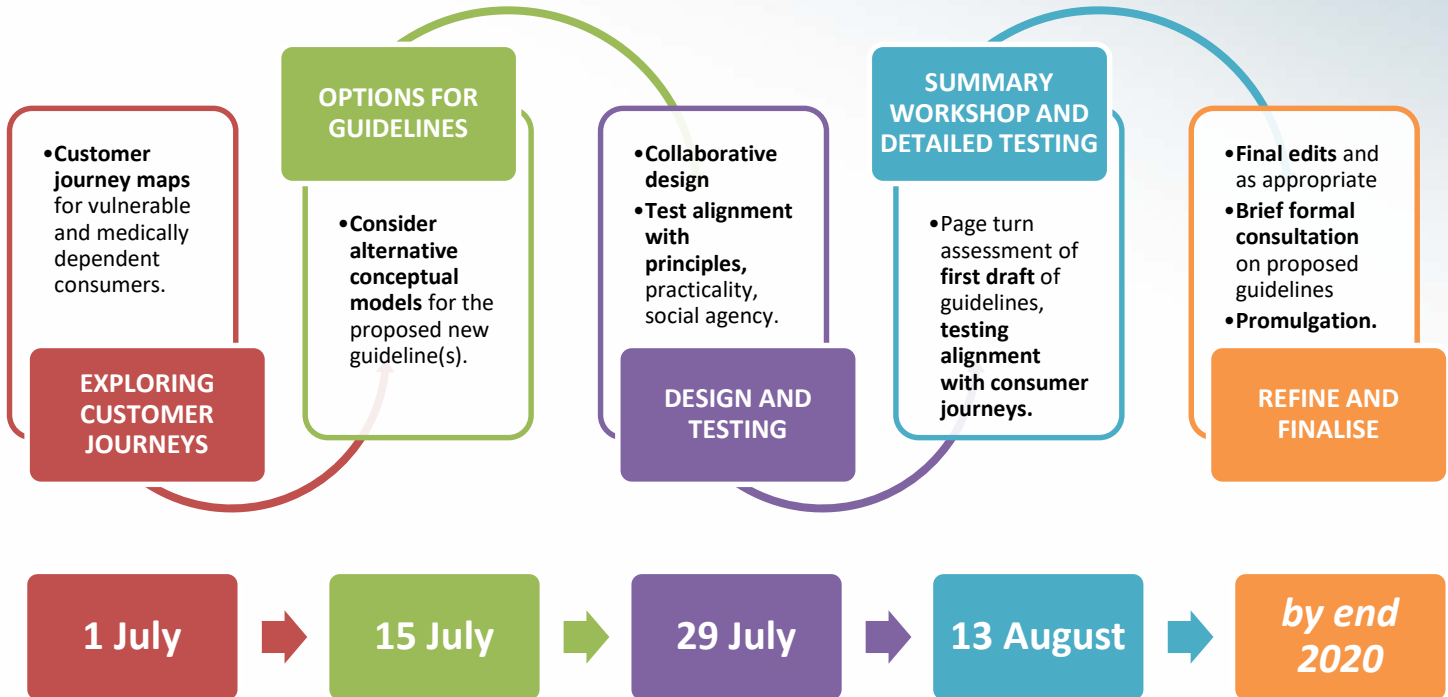 •Customer
journey maps
for vulnerable
and medically
dependent
consumers.
EXPLORING
CUSTOMER
JOURNEYS
OPTIONS FOR
GUIDELINES
•Consider
alternative
conceptual
models for the
proposed new
guideline(s).
•Collaborative
design
•Test alignment
with
principles,
practicality,
social agency.
DESIGN AND
TESTING
SUMMARY
WORKSHOP AND
DETAILED TESTING
•Page turn
assessment of
first draft of
guidelines,
testing
alignment
with consumer
journeys.
•Final edits and
as appropriate
•Brief formal
consultation
on proposed
guidelines
•Promulgation.
REFINE AND
FINALISE
1 July
15 July
29 July
13 August
by end
2020